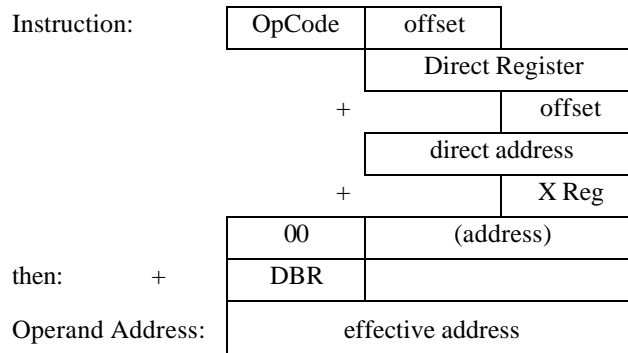 Instruction: OpCode offset
Direct Register
+ offset
direct address
+ X Reg
00 (address)
then: + DBR
Operand Address: effective address